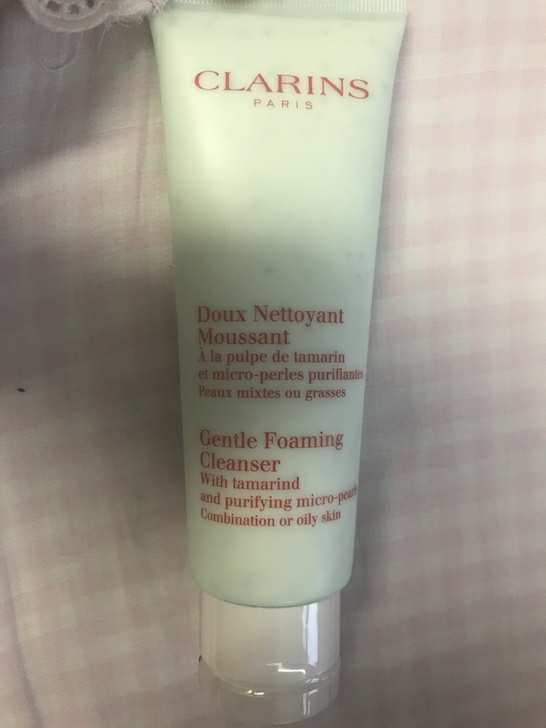 CLARINS
PARIS
Doux Nettoyant
Moussant
À la pulpe de tamarin
et micro-perles purifiantes
Peaux mixtes ou grasses
Gentle Foaming
Cleanser
With tamarind
and purifying micro-pearls
Combination or oily skin